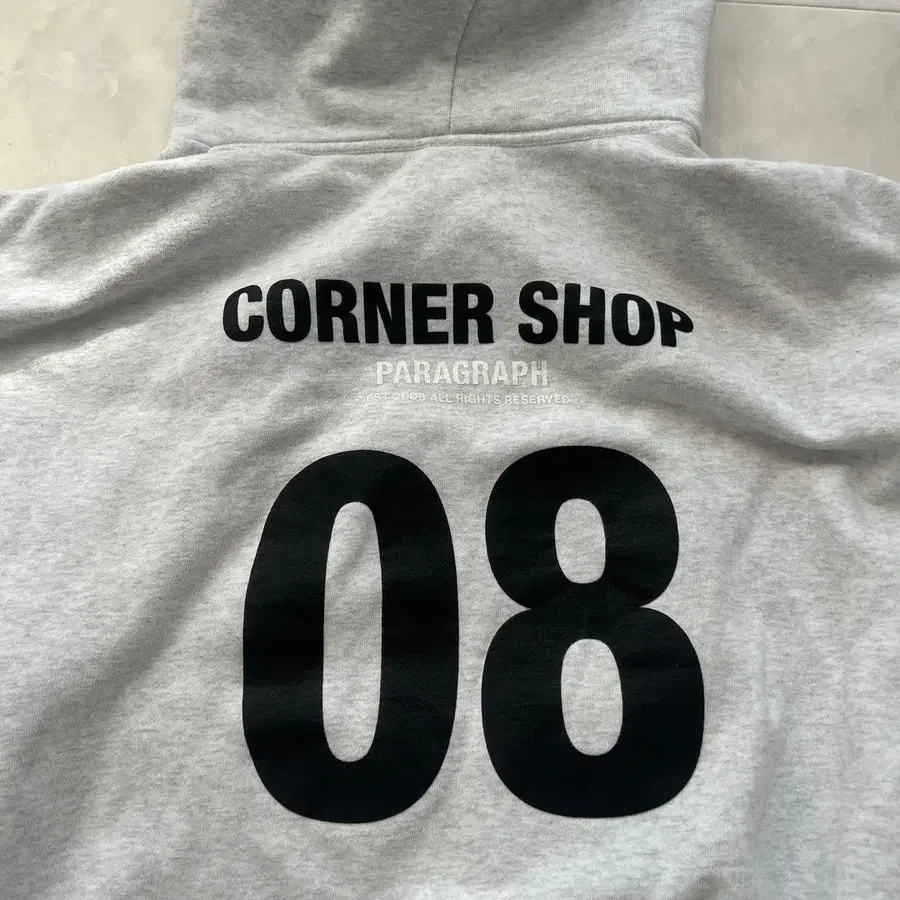 CORNER SHOP
PARAGRAPH
EST 2008 ALL RIGHTS RESERVED
08